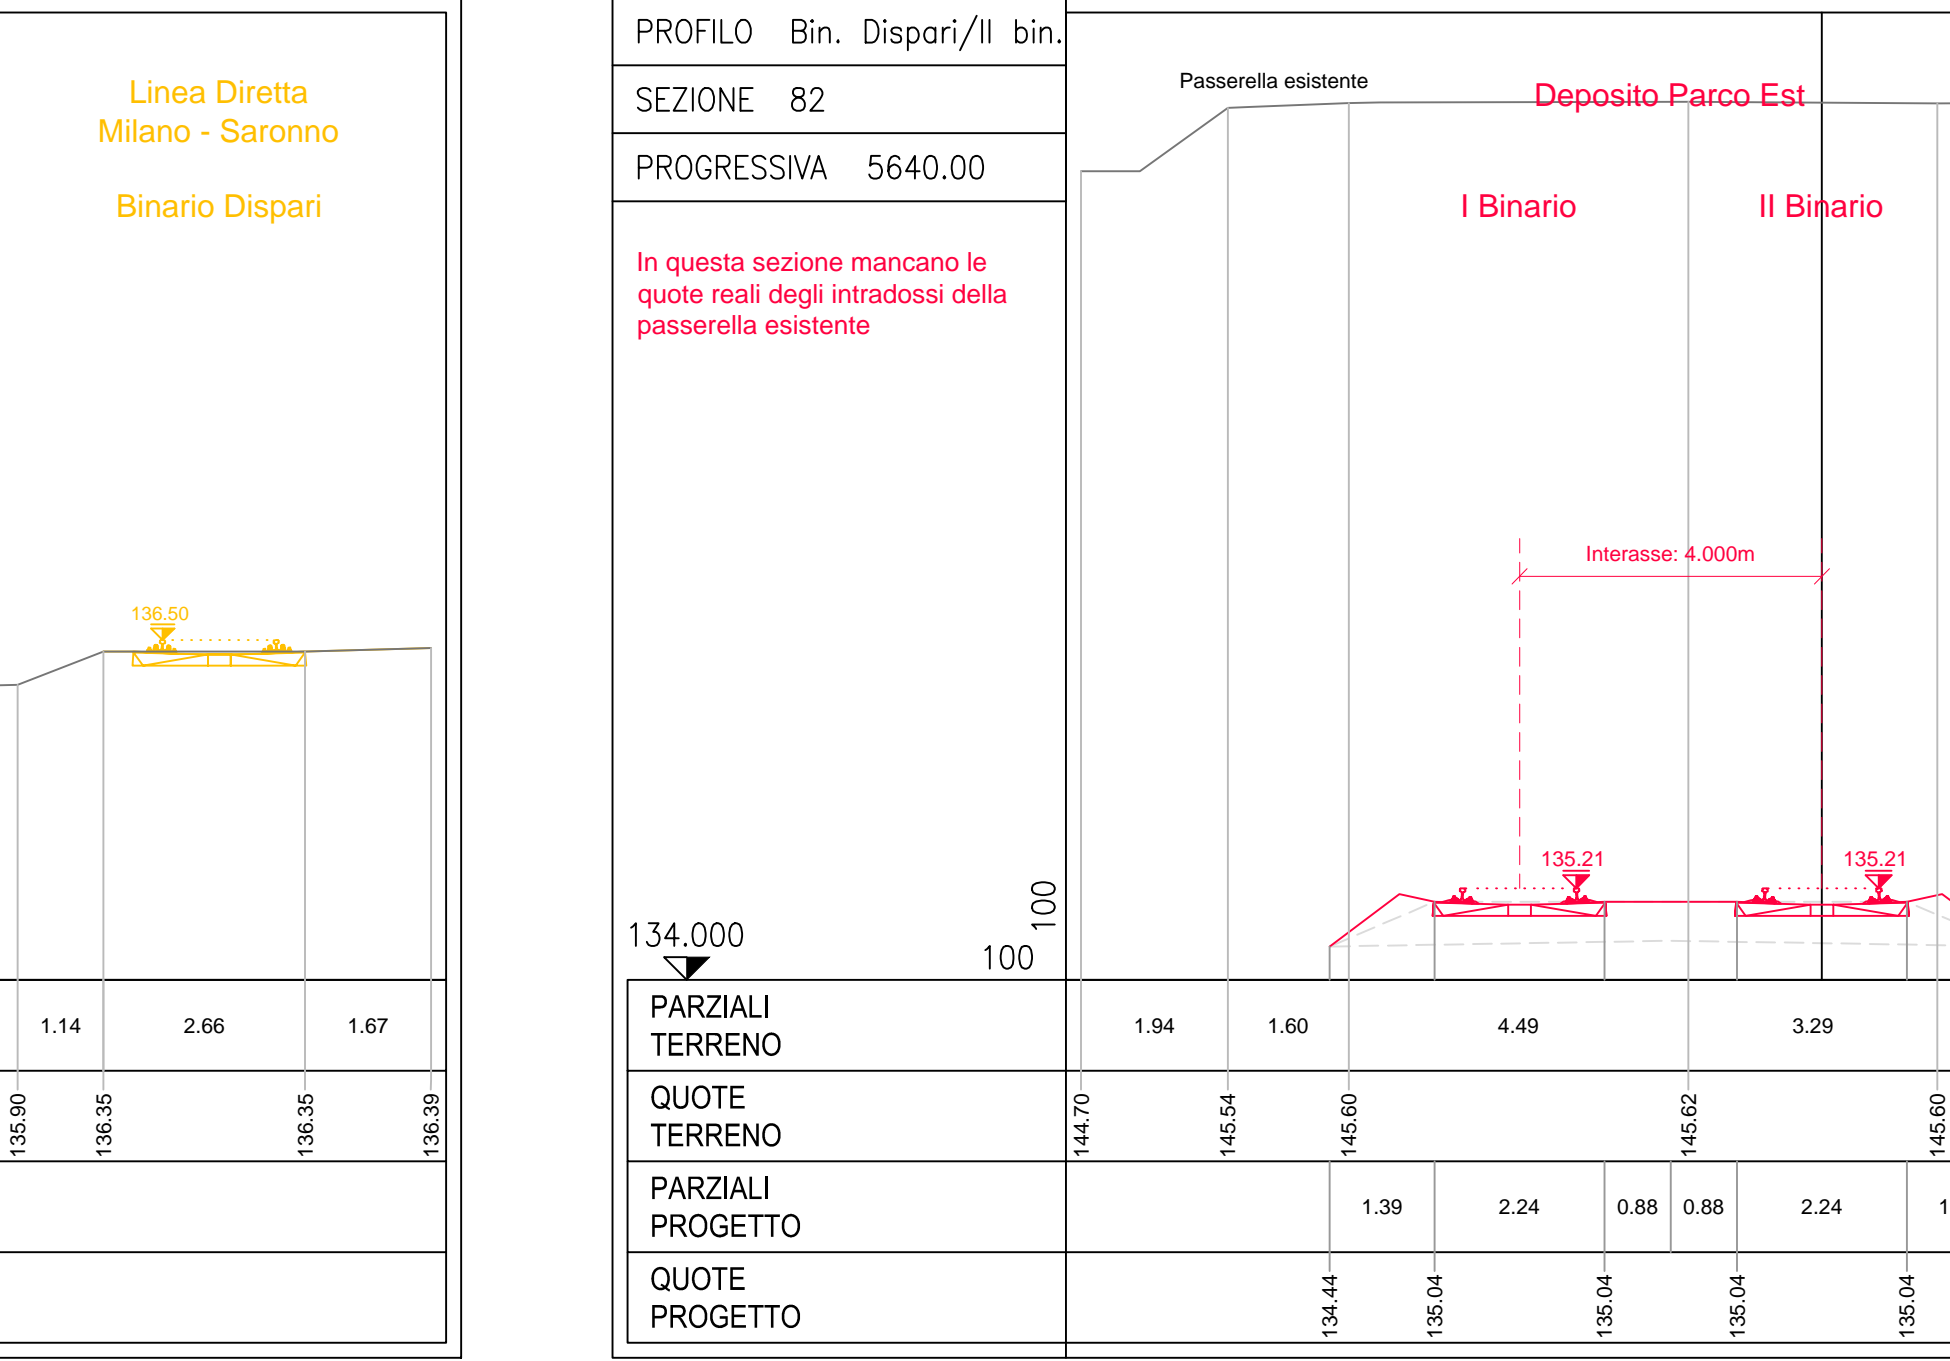 Linea Diretta
Milano - Saronno
Binario Dispari
136.50
1.14 2.66 1.67
135.90 136.35 136.35 136.39
PROFILO Bin. Dispari/II bin.
SEZIONE 82
PROGRESSIVA 5640.00
In questa sezione mancano le
quote reali degli intradossi della
passerella esistente
Passerella esistente
Deposito Parco Est
I Binario II Binario
Interasse: 4.000m
135.21 135.21
134.000
100
100
PARZIALI
TERRENO
1.94 1.60 4.49 3.29
QUOTE
TERRENO
144.70 145.54 145.60 145.62 145.60
PARZIALI
PROGETTO
1.39 2.24 0.88 0.88 2.24 1
QUOTE
PROGETTO
134.44 135.04 135.04 135.04 135.04